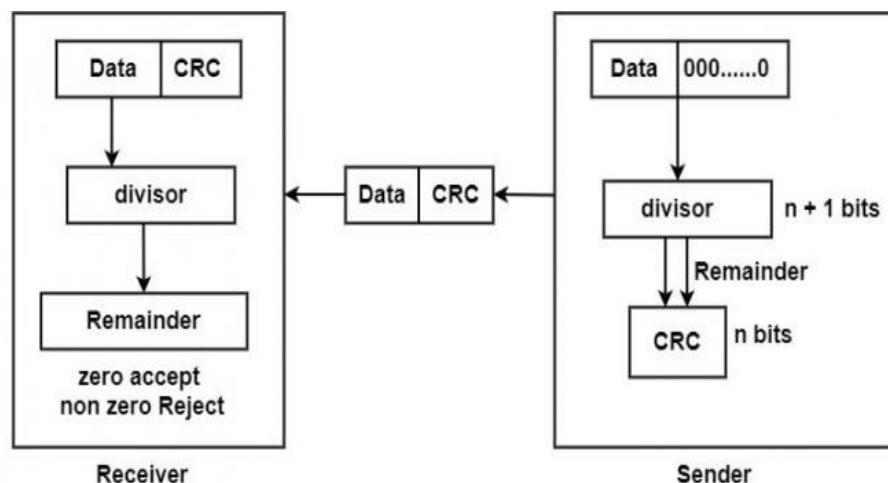 Data CRC
divisor
Remainder
zero accept
non zero Reject
Receiver
Data CRC
Data 000......0
divisor n + 1 bits
Remainder
CRC n bits
Sender